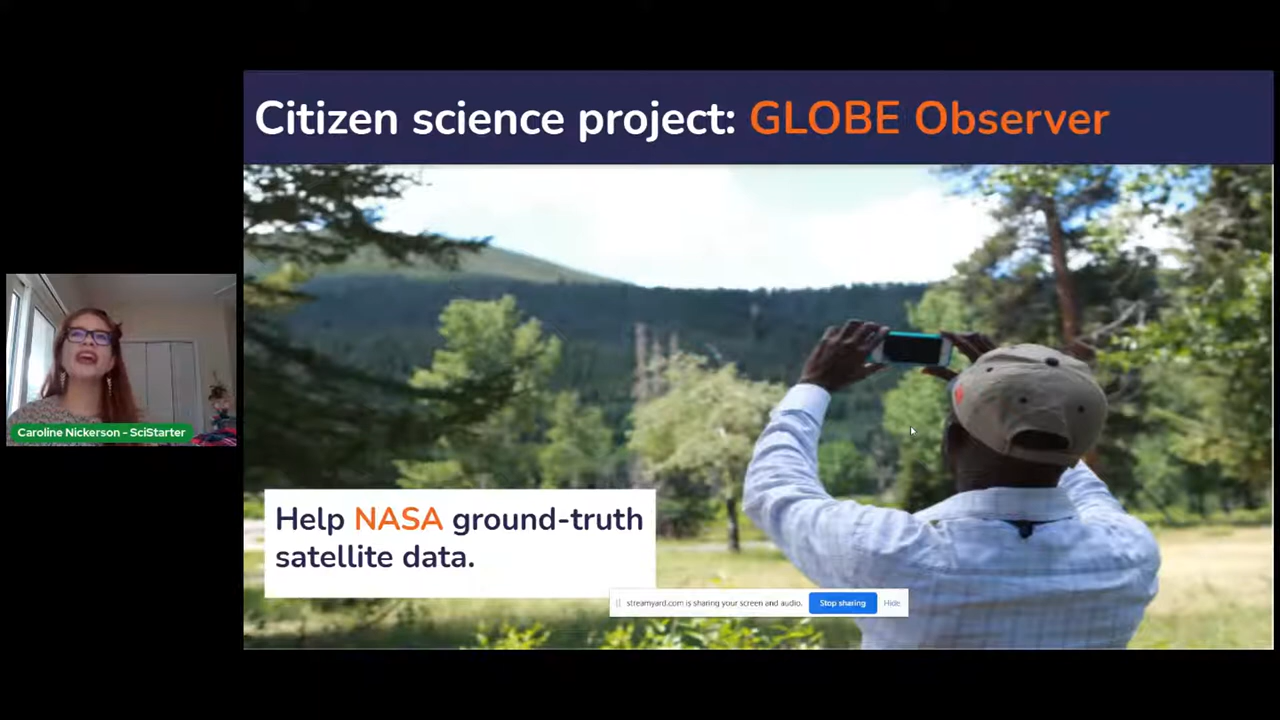 Citizen science project: GLOBE Observer
Caroline Nickerson - SciStarter
Help NASA ground-truth
satellite data.
streamyard.com is sharing your screen and audio.
Stop sharing
Hide